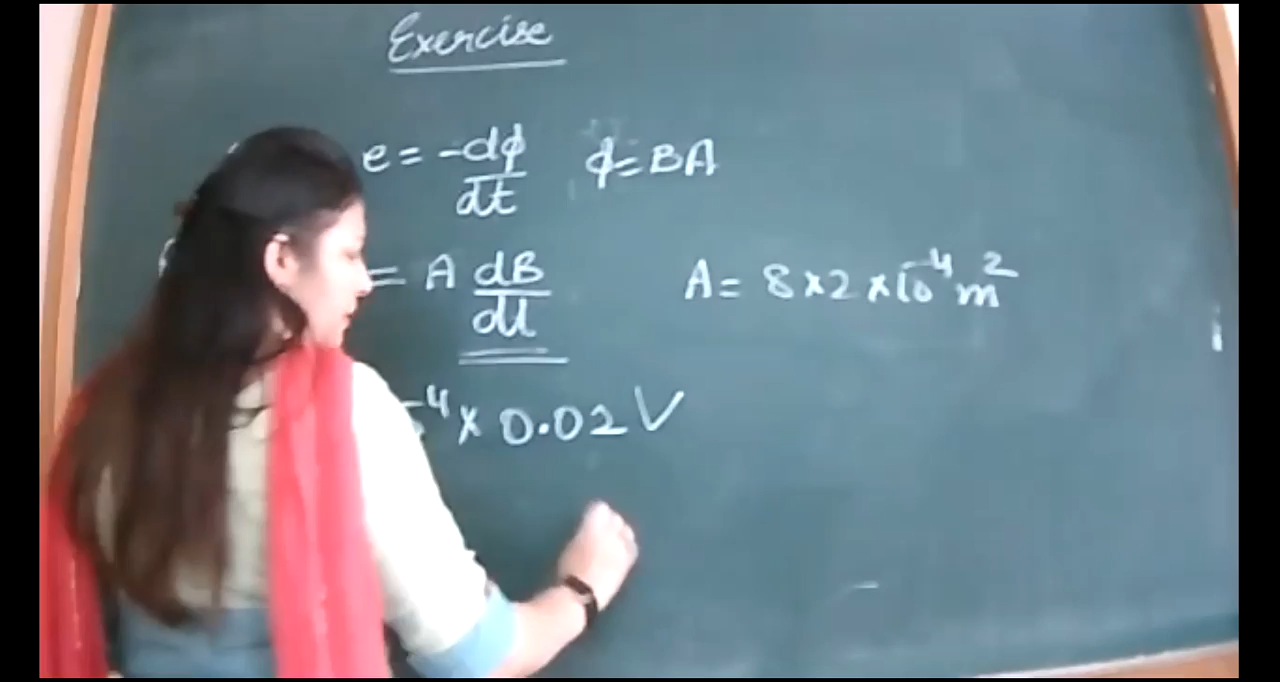 Exercise
e = -dϕ/dt ϕ = BA
= A dB/dt A = 8×2×10⁻⁴ m²
⁻⁴ × 0.02 V